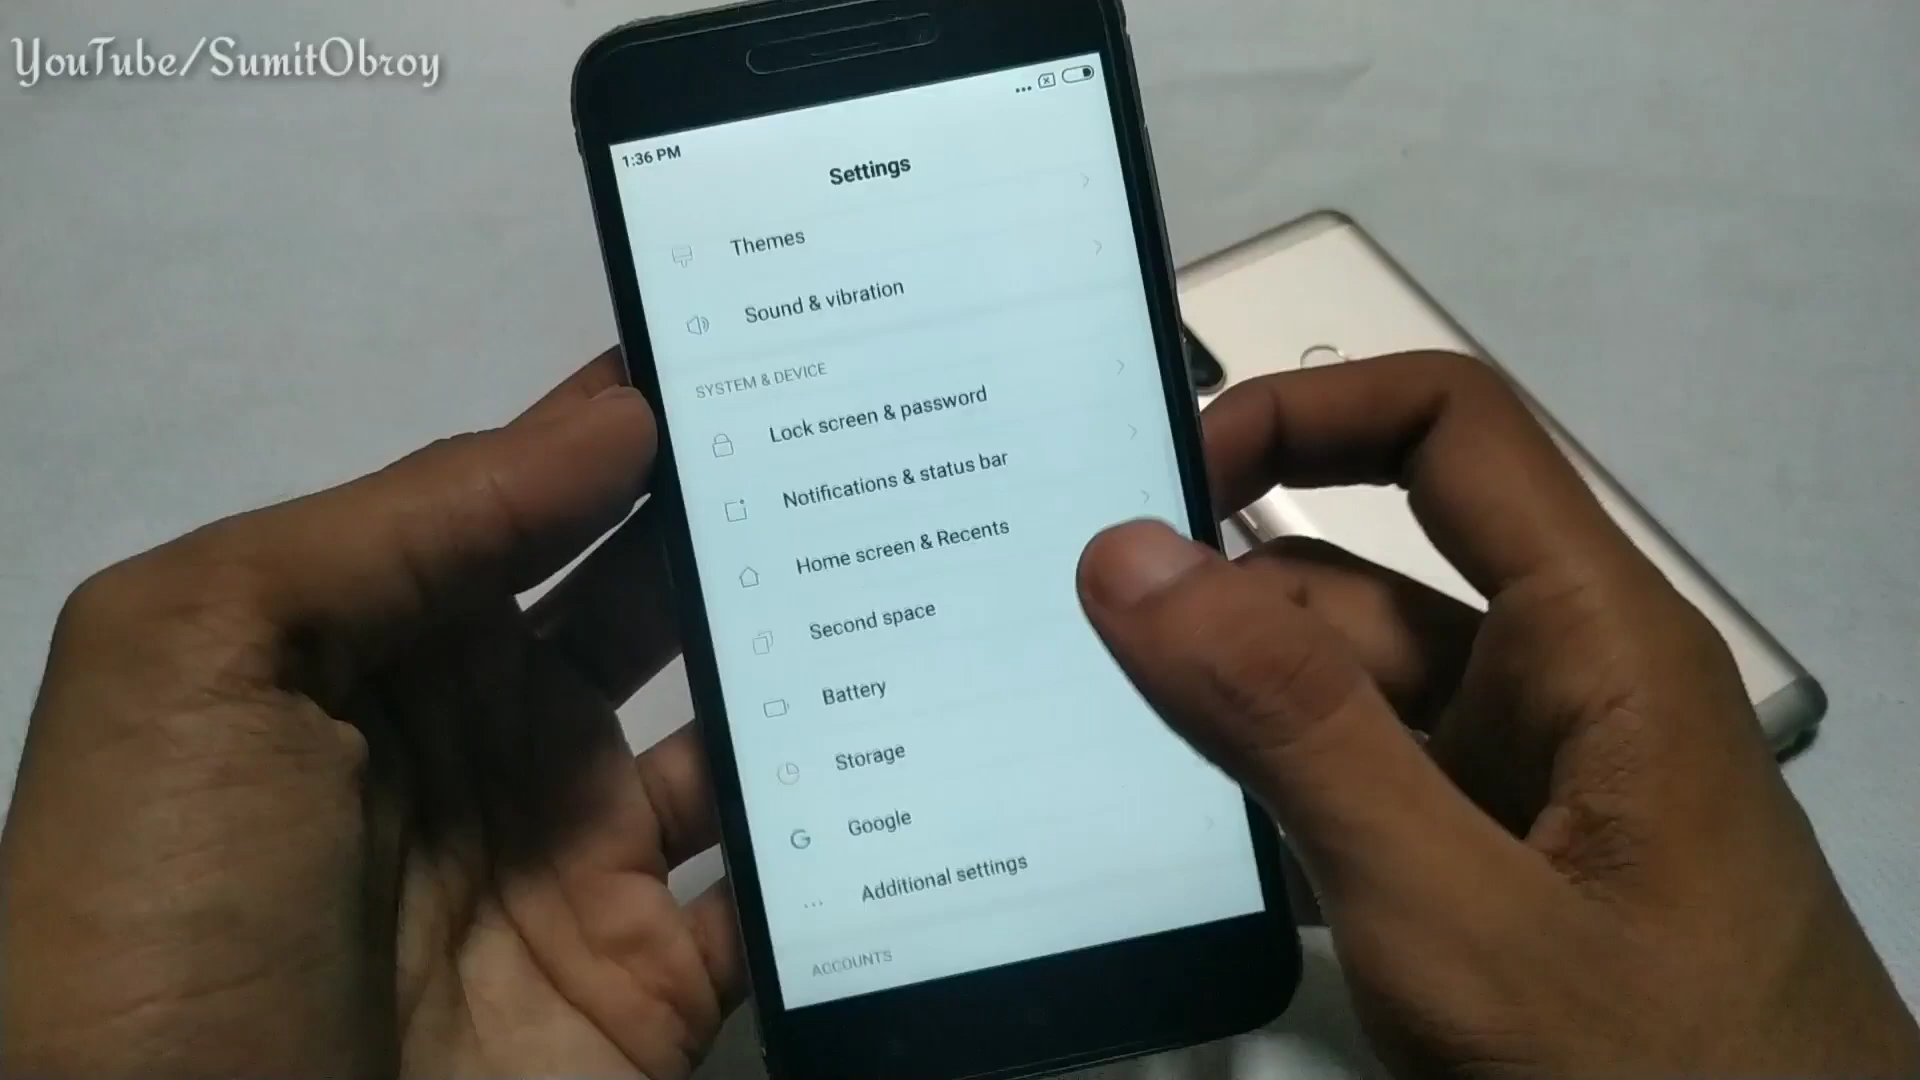 YouTube/SumitObroy
1:36 PM
Settings
Themes
Sound & vibration
SYSTEM & DEVICE
Lock screen & password
Notifications & status bar
Home screen & Recents
Second space
Battery
Storage
Google
Additional settings
ACCOUNTS